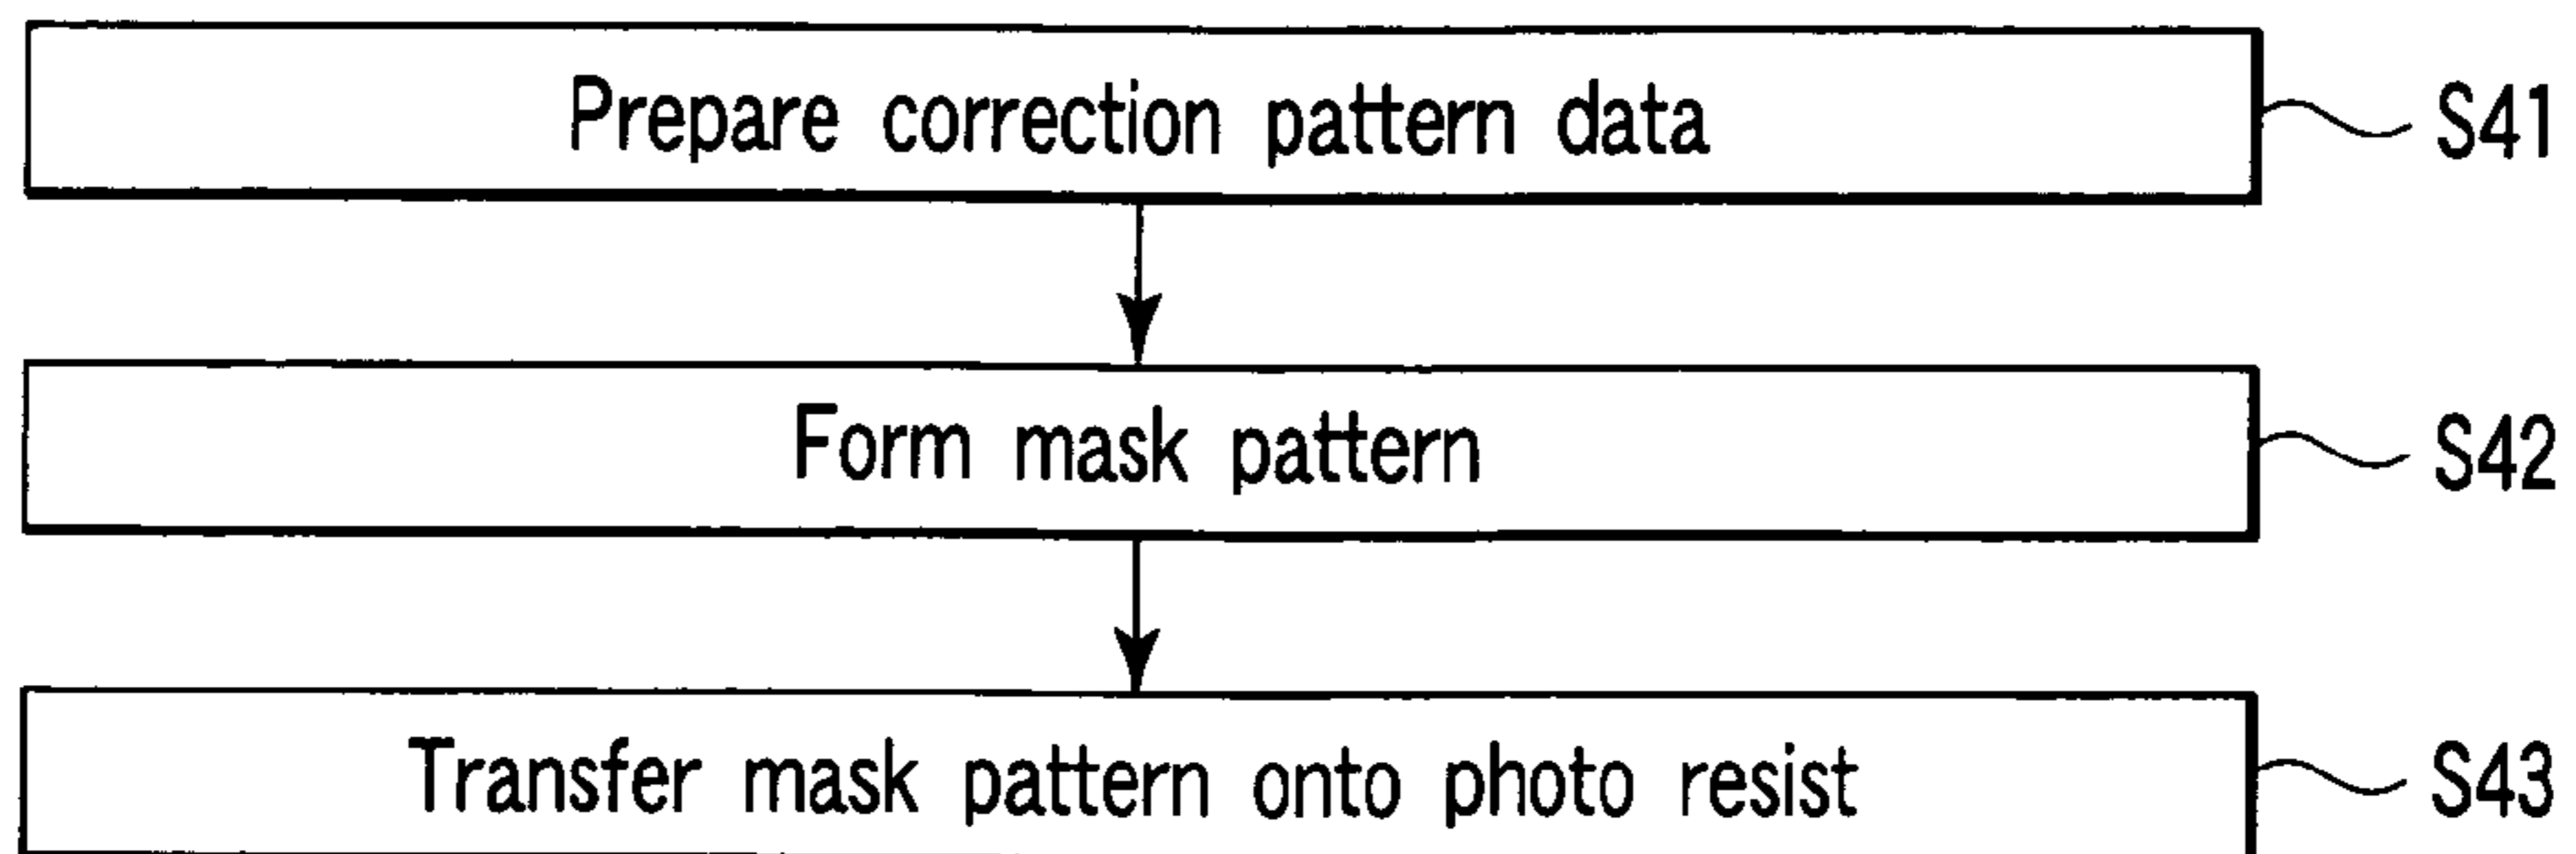 Prepare correction pattern data S41
Form mask pattern S42
Transfer mask pattern onto photo resist S43